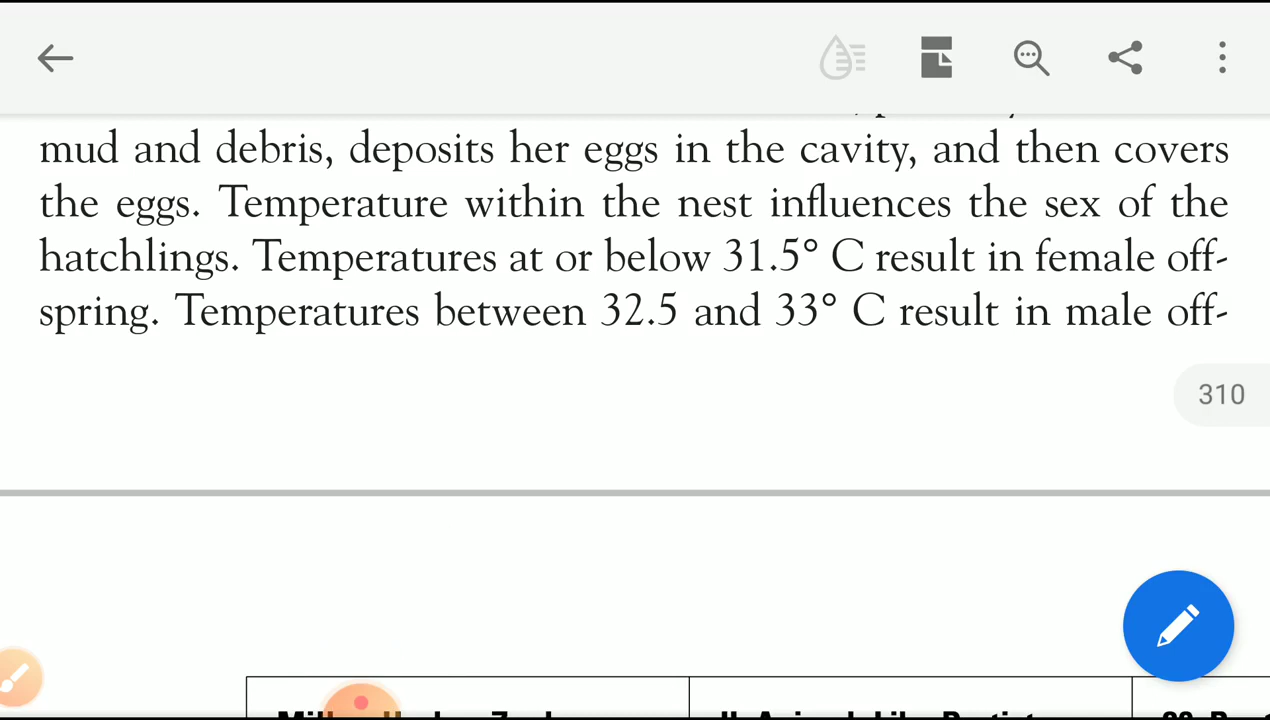 mud and debris, deposits her eggs in the cavity, and then covers
the eggs. Temperature within the nest influences the sex of the
hatchlings. Temperatures at or below 31.5° C result in female off-
spring. Temperatures between 32.5 and 33° C result in male off-
310